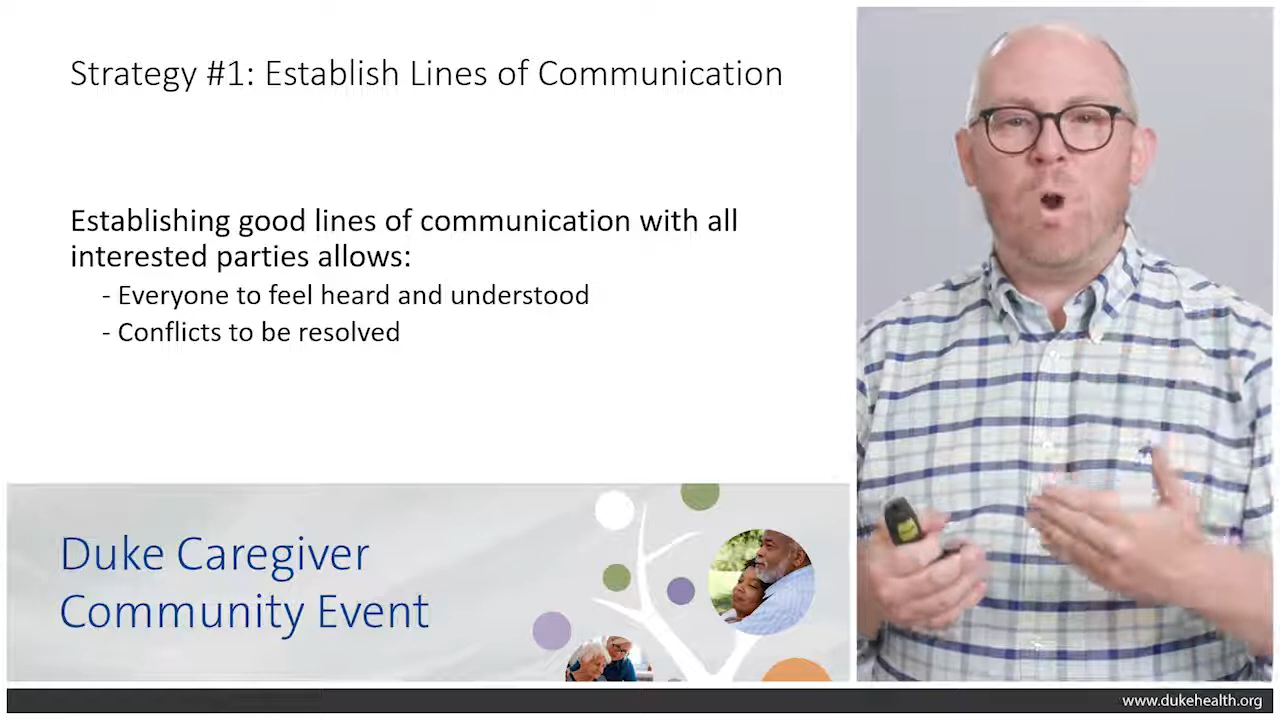 Strategy #1: Establish Lines of Communication
Establishing good lines of communication with all
interested parties allows:
- Everyone to feel heard and understood
- Conflicts to be resolved
Duke Caregiver
Community Event
www.dukehealth.org